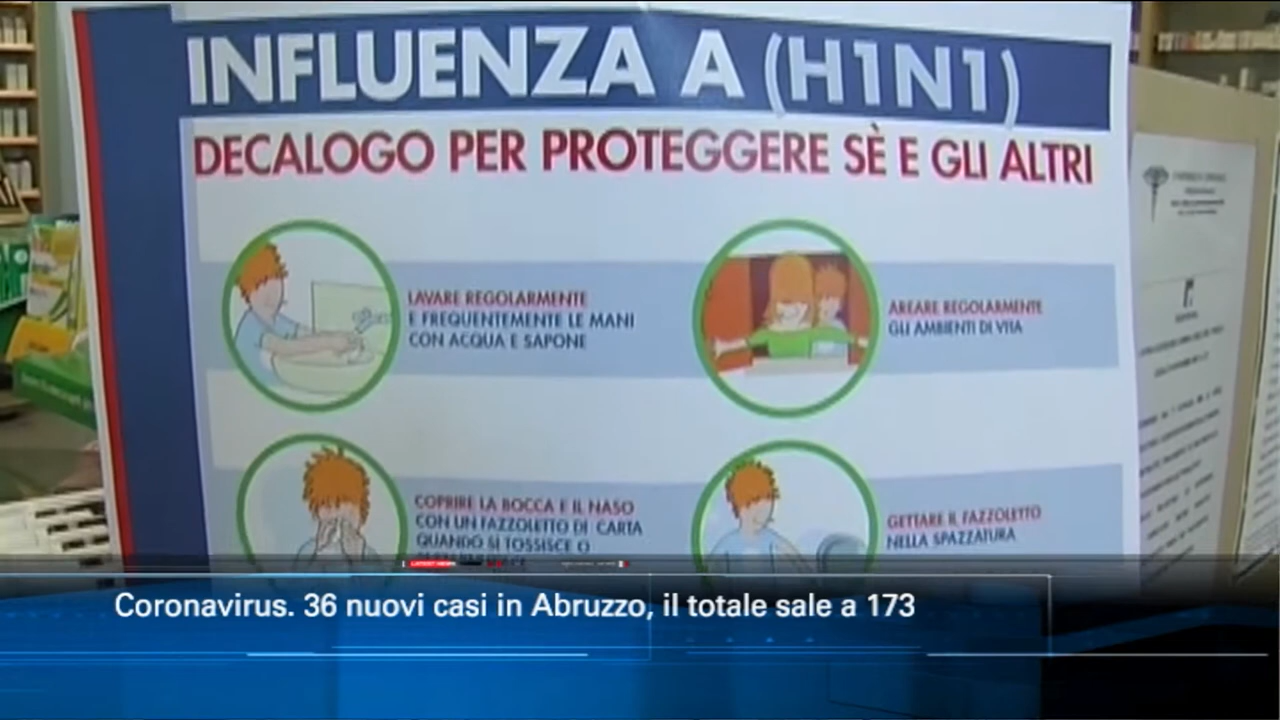 INFLUENZA A (H1N1)
DECALOGO PER PROTEGGERE SÈ E GLI ALTRI
LAVARE REGOLARMENTE
E FREQUENTEMENTE LE MANI
CON ACQUA E SAPONE
AREARE REGOLARMENTE
GLI AMBIENTI DI VITA
COPRIRE LA BOCCA E IL NASO
CON UN FAZZOLETTO DI CARTA
QUANDO SI TOSSISCE O
GETTARE IL FAZZOLETTO
NELLA SPAZZATURA
LATEST NEWS
Coronavirus. 36 nuovi casi in Abruzzo, il totale sale a 173